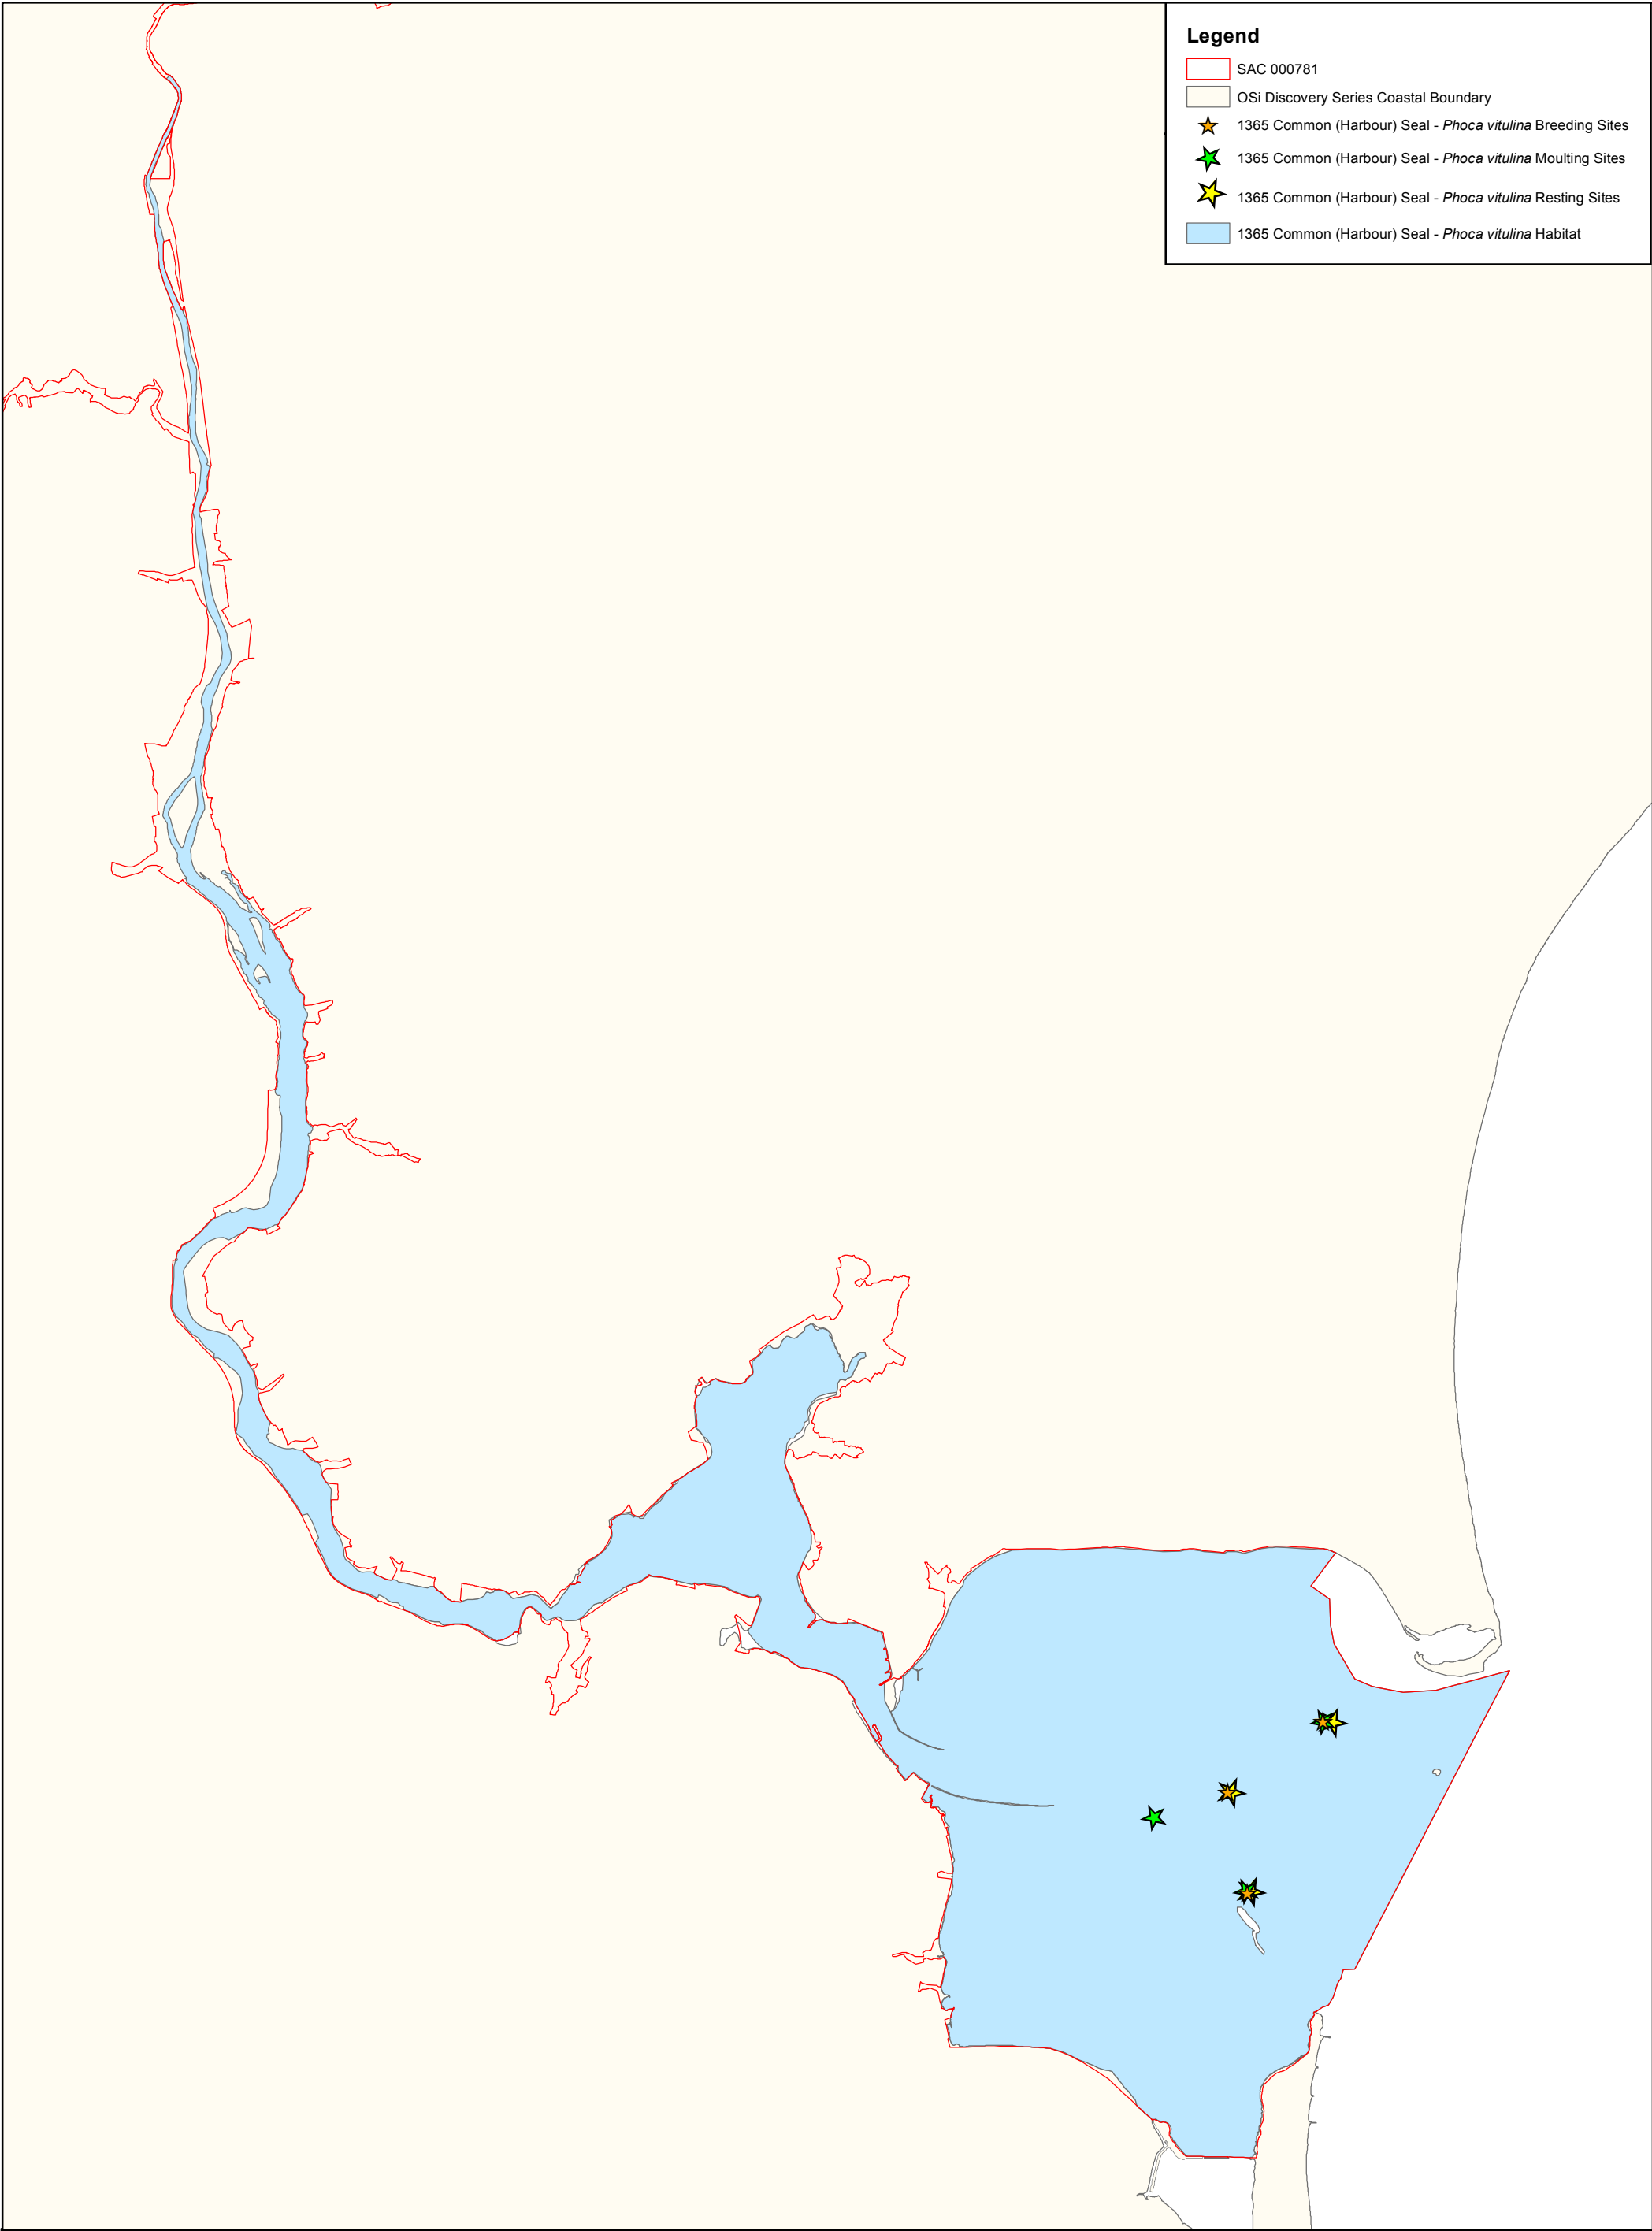 Legend
SAC 000781
OSi Discovery Series Coastal Boundary
1365 Common (Harbour) Seal - Phoca vitulina Breeding Sites
1365 Common (Harbour) Seal - Phoca vitulina Moulting Sites
1365 Common (Harbour) Seal - Phoca vitulina Resting Sites
1365 Common (Harbour) Seal - Phoca vitulina Habitat